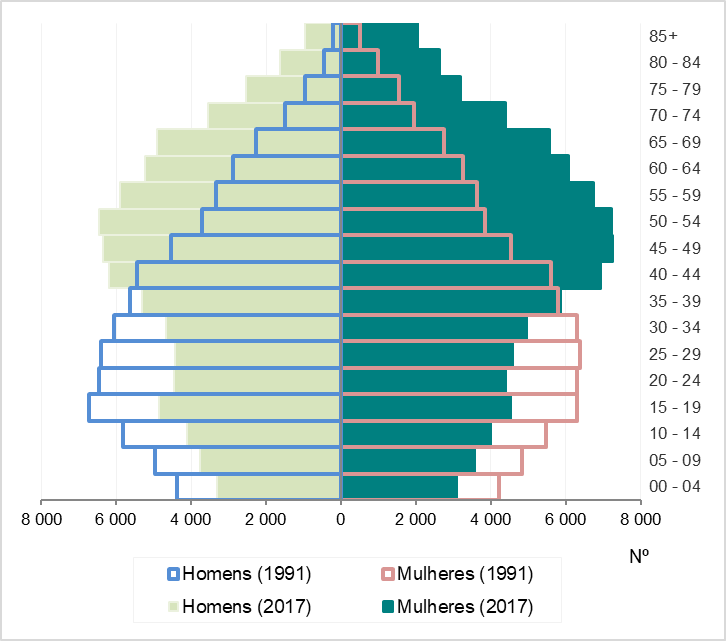 85+
80 - 84
75 - 79
70 - 74
65 - 69
60 - 64
55 - 59
50 - 54
45 - 49
40 - 44
35 - 39
30 - 34
25 - 29
20 - 24
15 - 19
10 - 14
05 - 09
00 - 04
8 000 6 000 4 000 2 000 0 2 000 4 000 6 000 8 000
Nº
Homens (1991) Mulheres (1991)
Homens (2017) Mulheres (2017)